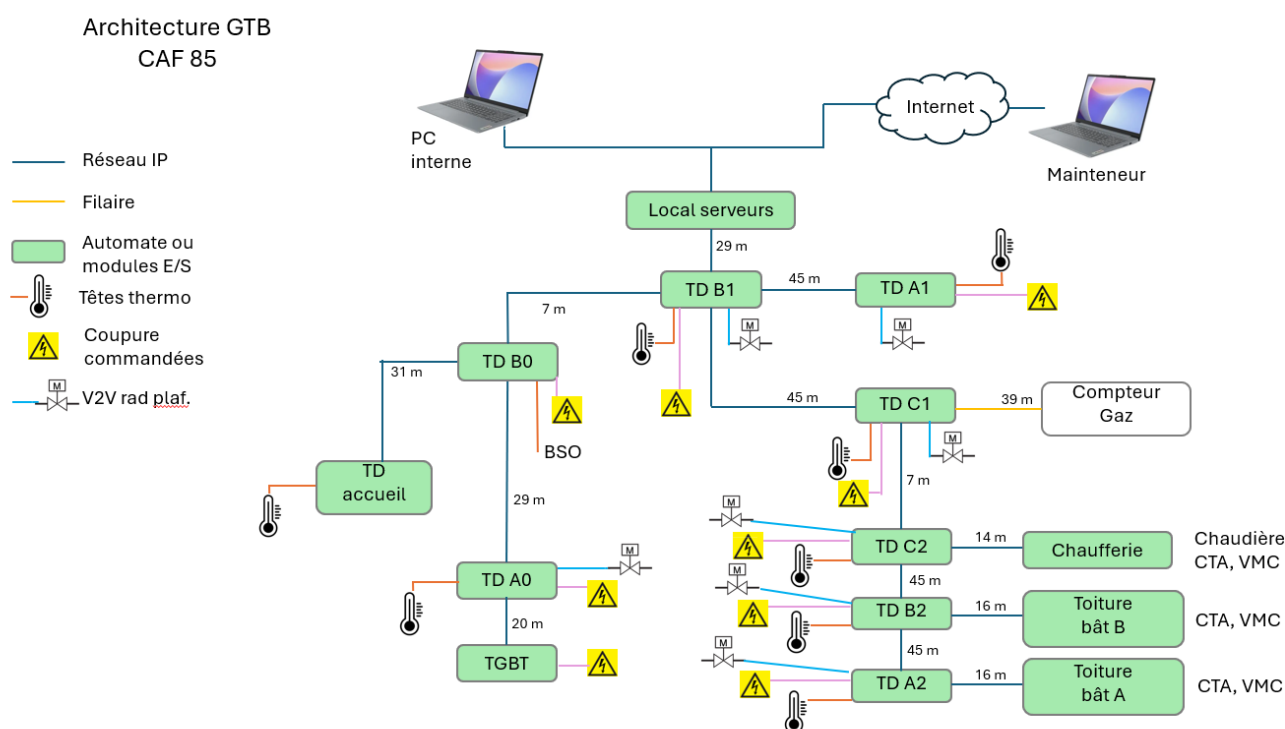 Architecture GTB
CAF 85
Internet
PC
interne
Mainteneur
Réseau IP
Filaire
Automate ou
modules E/S
Têtes thermo
Coupure
commandées
M
V2V rad plaf.
Local serveurs
29 m
TD B1
45 m
TD A1
7 m
M
M
TD B0
31 m
BSO
45 m
TD C1
39 m
Compteur
Gaz
M
7 m
TD
accueil
29 m
TD A0
M
20 m
TGBT
M
TD C2
14 m
Chaufferie
Chaudière
CTA, VMC
45 m
M
TD B2
16 m
Toiture
bât B
CTA, VMC
45 m
M
TD A2
16 m
Toiture
bât A
CTA, VMC